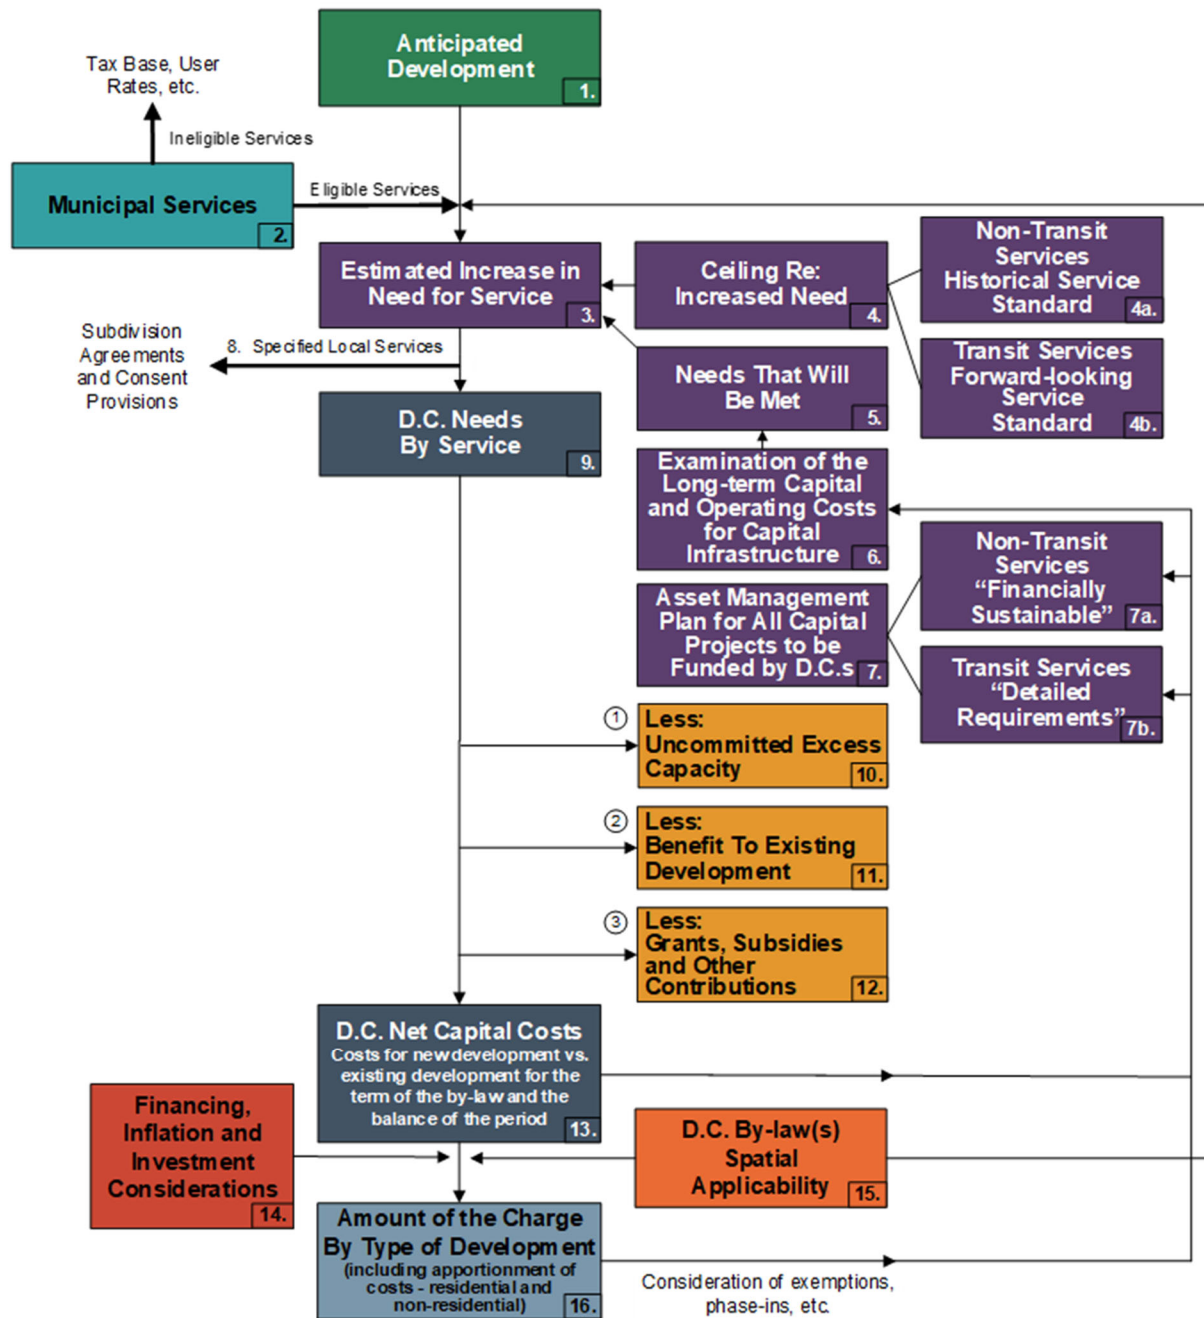 Anticipated
Development
1.
Tax Base, User
Rates, etc.
Ineligible Services
Municipal Services
2.
Eligible Services
Estimated Increase in
Need for Service
3.
Ceiling Re:
Increased Need
4.
Non-Transit
Services
Historical Service
Standard
4a.
Transit Services
Forward-looking
Service
Standard
4b.
Subdivision
Agreements
and Consent
Provisions
8. Specified Local Services
Needs That Will
Be Met
5.
D.C. Needs
By Service
9.
Examination of the
Long-term Capital
and Operating Costs
for Capital
Infrastructure
6.
Non-Transit
Services
“Financially
Sustainable”
7a.
Asset Management
Plan for All Capital
Projects to be
Funded by D.C.s
7.
Transit Services
“Detailed
Requirements”
7b.
1
Less:
Uncommitted Excess
Capacity
10.
2
Less:
Benefit To Existing
Development
11.
3
Less:
Grants, Subsidies
and Other
Contributions
12.
D.C. Net Capital Costs
Costs for new development vs.
existing development for the
term of the by-law and the
balance of the period
13.
Financing,
Inflation and
Investment
Considerations
14.
D.C. By-law(s)
Spatial
Applicability
15.
Amount of the Charge
By Type of Development
(including apportionment of
costs - residential and
non-residential)
16.
Consideration of exemptions,
phase-ins, etc.